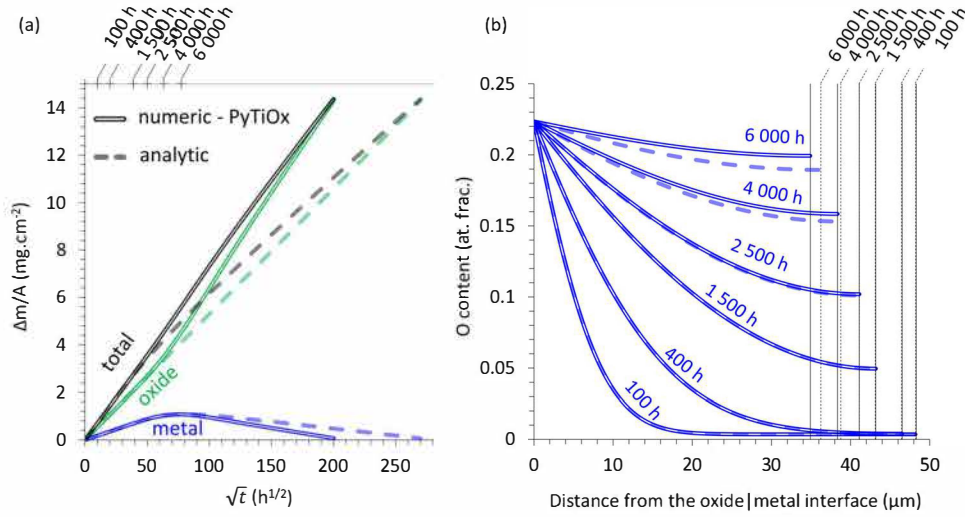 (a)
100 h
400 h
1 500 h
2 500 h
4 000 h
6 000 h
numeric - PyTiOx
analytic
14
12
10
8
6
4
2
0
Δm/A (mg.cm⁻²)
total
oxide
metal
0 50 100 150 200 250
√t (h¹ᐟ²)
(b)
6 000 h
4 000 h
2 500 h
1 500 h
400 h
100 h
0.25
0.2
0.15
0.1
0.05
0
O content (at. frac.)
6 000 h
4 000 h
2 500 h
1 500 h
400 h
100 h
0 10 20 30 40 50
Distance from the oxide|metal interface (μm)